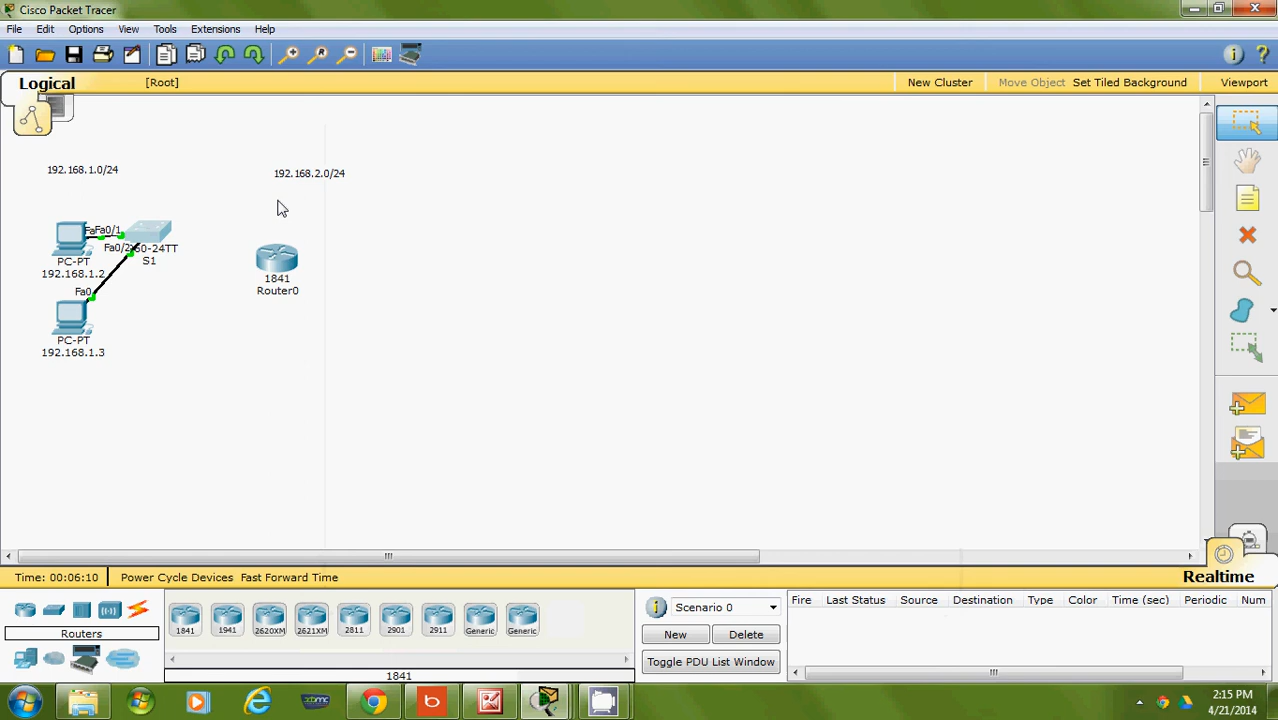 Cisco Packet Tracer
File Edit Options View Tools Extensions Help
Logical [Root] New Cluster Move Object Set Tiled Background Viewport
192.168.1.0/24
192.168.2.0/24
Fa0/1
Fa0/2
60-24TT
S1
PC-PT
192.168.1.2
Fa0
PC-PT
192.168.1.3
1841
Router0
Time: 00:06:10 Power Cycle Devices Fast Forward Time
Realtime
Routers
1841 1941 2620XM 2621XM 2811 2901 2911 Generic Generic
1841
Scenario 0
New Delete
Toggle PDU List Window
Fire Last Status Source Destination Type Color Time (sec) Periodic Num
2:15 PM
4/21/2014